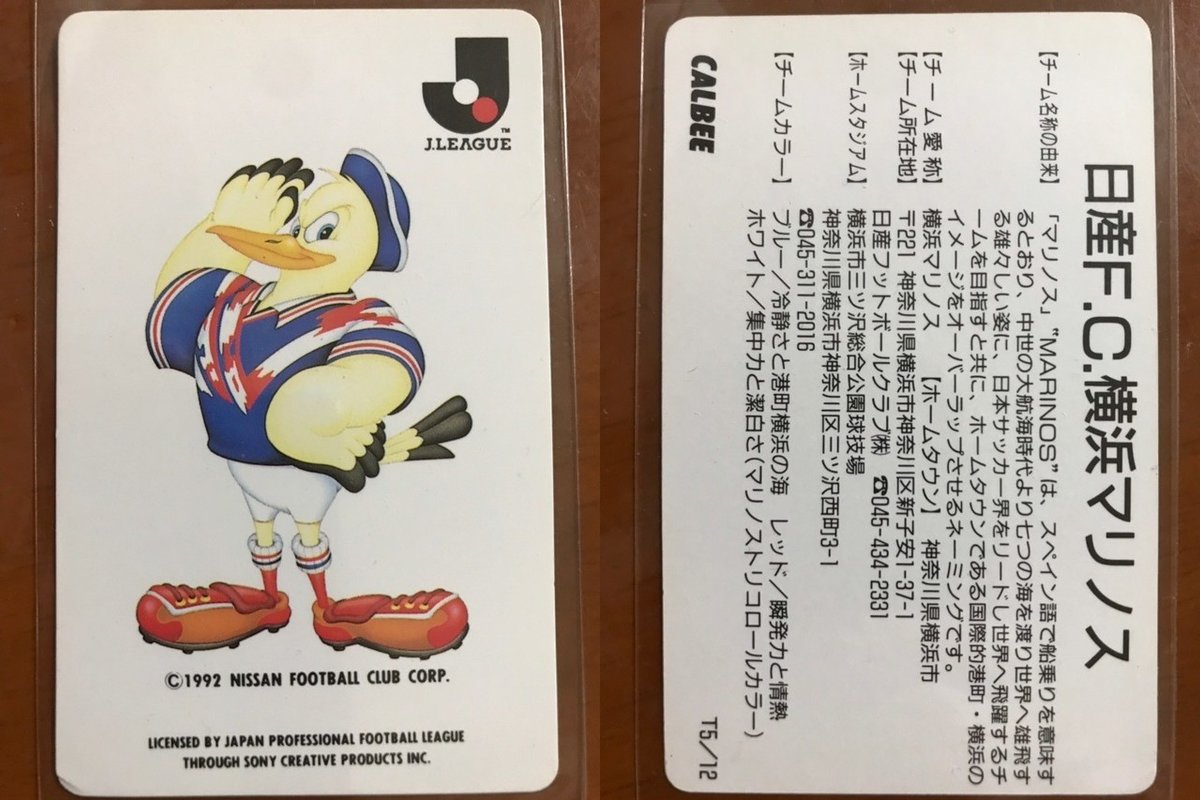 J.LEAGUE™
©1992 NISSAN FOOTBALL CLUB CORP.
LICENSED BY JAPAN PROFESSIONAL FOOTBALL LEAGUE
THROUGH SONY CREATIVE PRODUCTS INC.
日産F.C.横浜マリノス
【チーム名称の由来】 「マリノス」“MARINOS”は、スペイン語で船乗りを意味す
るとおり、中世の大航海時代より七つの海を渡り世界へ雄飛す
る雄々しい姿に、日本サッカー界をリードし世界へ飛躍するチ
ームを目指すと共に、ホームタウンである国際的港町・横浜の
イメージをオーバーラップさせるネーミングです。
【チーム愛称】 横浜マリノス 【ホームタウン】 神奈川県横浜市
【チーム所在地】 〒221 神奈川県横浜市神奈川区新子安1-37-1
日産フットボールクラブ㈱ ☎045-434-2331
【ホームスタジアム】 横浜市三ツ沢総合公園球技場
神奈川県横浜市神奈川区三ツ沢西町3-1
☎045-311-2016
【チームカラー】 ブルー/冷静さと港町横浜の海 レッド/瞬発力と情熱
ホワイト/集中力と潔白さ(マリノストリコロールカラー)
CALBEE
T5/12